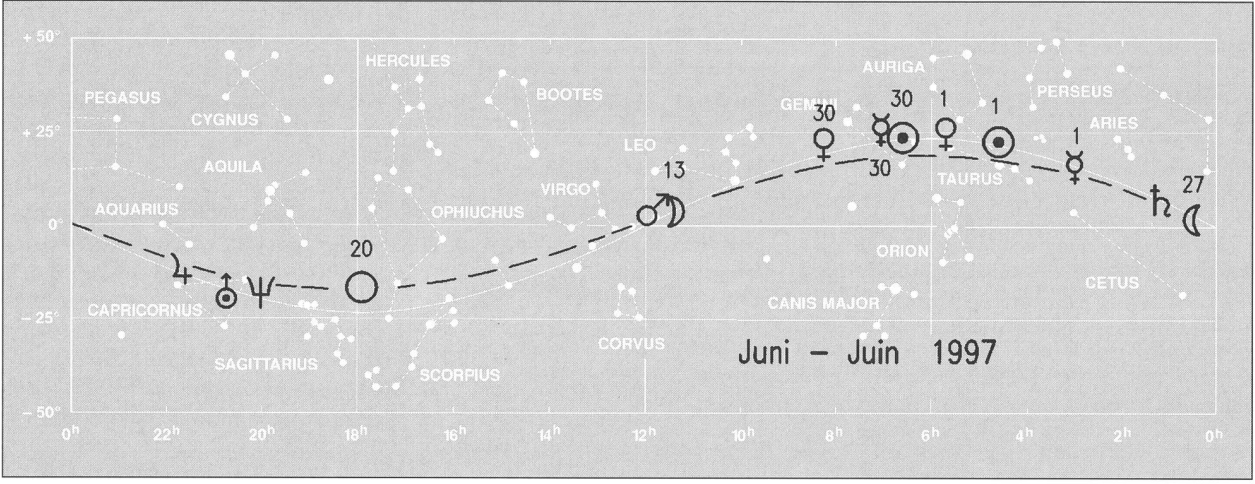 + 50°
HERCULES
AURIGA
PEGASUS
BOOTES
PERSEUS
CYGNUS
GEMINI
30 30 1 1
+ 25°
ARIES
LEO
1
AQUILA
13
30
VIRGO
TAURUS
27
AQUARIUS
OPHIUCHUS
0°
20
ORION
CETUS
CAPRICORNUS
CANIS MAJOR
− 25°
CORVUS
SAGITTARIUS
SCORPIUS
Juni – Juin 1997
− 50°
0h 22h 20h 18h 16h 14h 12h 10h 8h 6h 4h 2h 0h